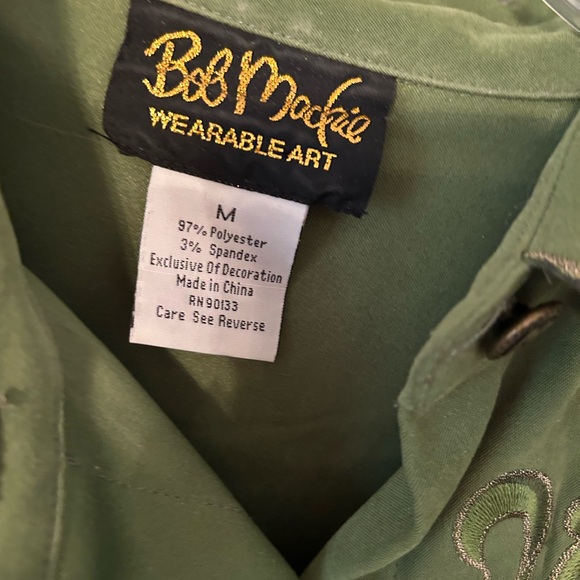 Bob Mackie
WEARABLE ART
M
97% Polyester
3% Spandex
Exclusive Of Decoration
Made in China
RN 90133
Care See Reverse